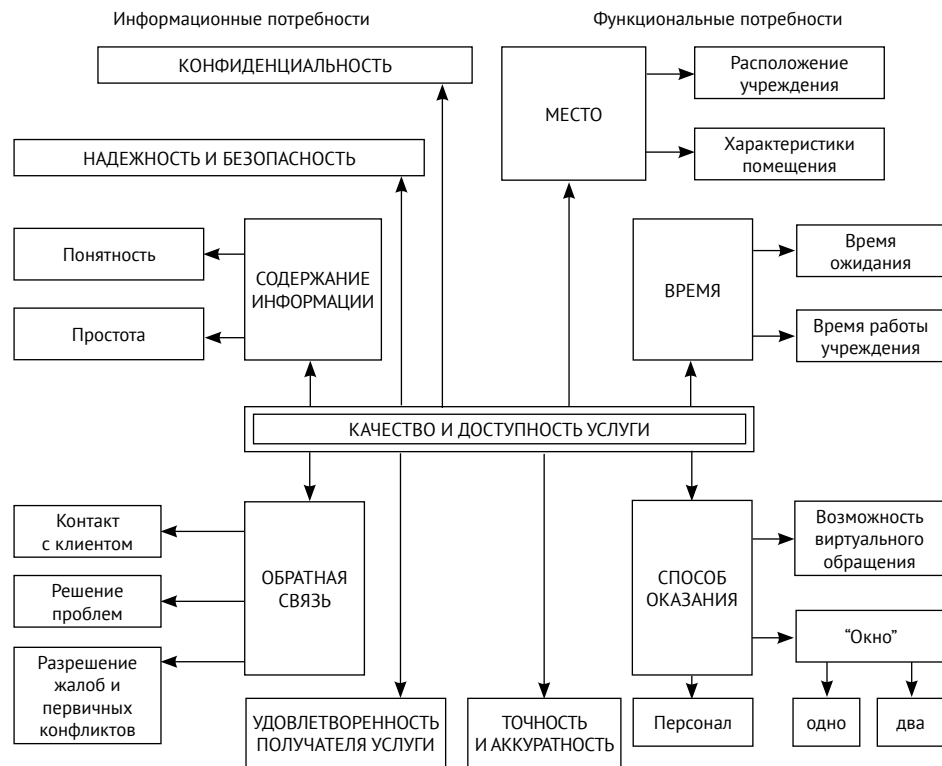 Информационные потребности
Функциональные потребности
КОНФИДЕНЦИАЛЬНОСТЬ
НАДЕЖНОСТЬ И БЕЗОПАСНОСТЬ
МЕСТО
Расположение
учреждения
Характеристики
помещения
Понятность
Простота
СОДЕРЖАНИЕ
ИНФОРМАЦИИ
ВРЕМЯ
Время
ожидания
Время работы
учреждения
КАЧЕСТВО И ДОСТУПНОСТЬ УСЛУГИ
Контакт
с клиентом
Решение
проблем
Разрешение
жалоб и
первичных
конфликтов
ОБРАТНАЯ
СВЯЗЬ
СПОСОБ
ОКАЗАНИЯ
Возможность
виртуального
обращения
"Окно"
УДОВЛЕТВОРЕННОСТЬ
ПОЛУЧАТЕЛЯ УСЛУГИ
ТОЧНОСТЬ
И АККУРАТНОСТЬ
Персонал
одно
два